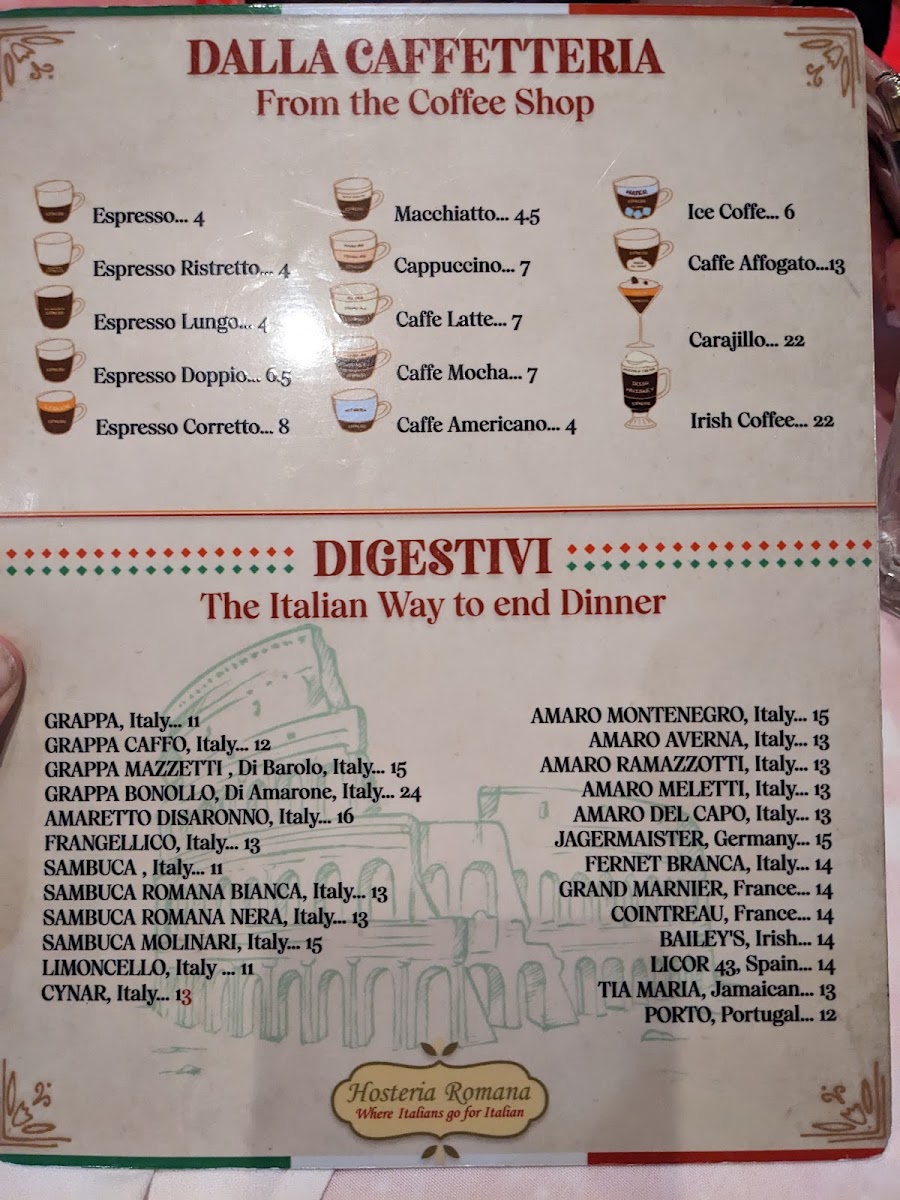 DALLA CAFFETTERIA
From the Coffee Shop
Espresso... 4
Espresso Ristretto... 4
Espresso Lungo... 4
Espresso Doppio... 6.5
Espresso Corretto... 8
Macchiatto... 4.5
Cappuccino... 7
Caffe Latte... 7
Caffe Mocha... 7
Caffe Americano... 4
Ice Coffe... 6
Caffe Affogato...13
Carajillo... 22
IRISH
WHISKEY
Irish Coffee... 22
DIGESTIVI
The Italian Way to end Dinner
GRAPPA, Italy... 11
GRAPPA CAFFO, Italy... 12
GRAPPA MAZZETTI , Di Barolo, Italy... 15
GRAPPA BONOLLO, Di Amarone, Italy... 24
AMARETTO DISARONNO, Italy... 16
FRANGELLICO, Italy... 13
SAMBUCA , Italy... 11
SAMBUCA ROMANA BIANCA, Italy... 13
SAMBUCA ROMANA NERA, Italy... 13
SAMBUCA MOLINARI, Italy... 15
LIMONCELLO, Italy ... 11
CYNAR, Italy... 13
AMARO MONTENEGRO, Italy... 15
AMARO AVERNA, Italy... 13
AMARO RAMAZZOTTI, Italy... 13
AMARO MELETTI, Italy... 13
AMARO DEL CAPO, Italy... 13
JAGERMAISTER, Germany... 15
FERNET BRANCA, Italy... 14
GRAND MARNIER, France... 14
COINTREAU, France... 14
BAILEY'S, Irish... 14
LICOR 43, Spain... 14
TIA MARIA, Jamaican... 13
PORTO, Portugal... 12
Hosteria Romana
Where Italians go for Italian